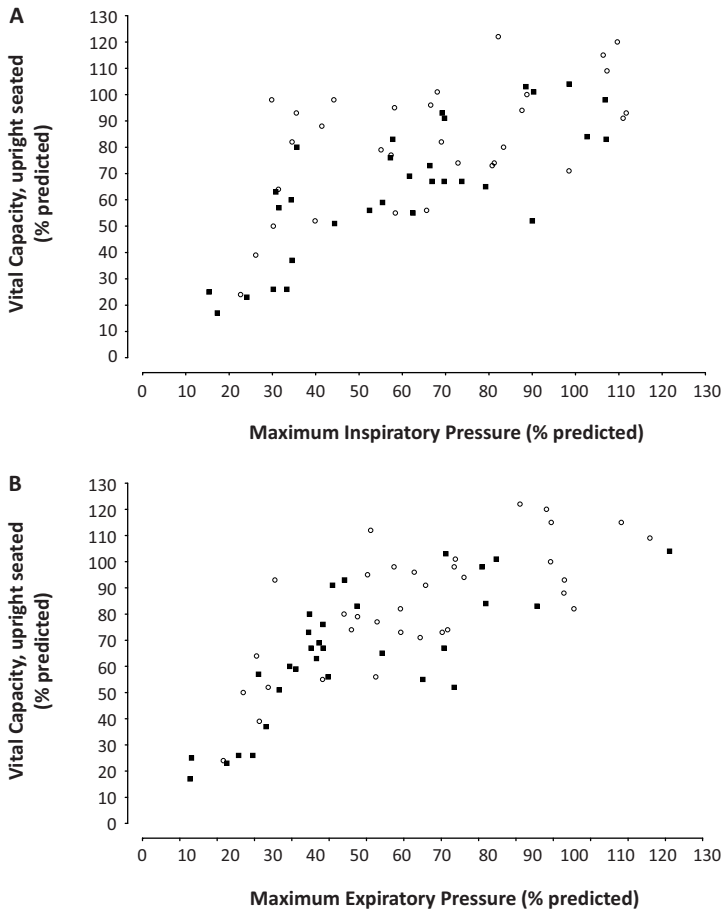 A
Vital Capacity, upright seated
(% predicted)
130
120
110
100
90
80
70
60
50
40
30
20
10
0
0 10 20 30 40 50 60 70 80 90 100 110 120 130
Maximum Inspiratory Pressure (% predicted)
B
Vital Capacity, upright seated
(% predicted)
130
120
110
100
90
80
70
60
50
40
30
20
10
0
0 10 20 30 40 50 60 70 80 90 100 110 120 130
Maximum Expiratory Pressure (% predicted)